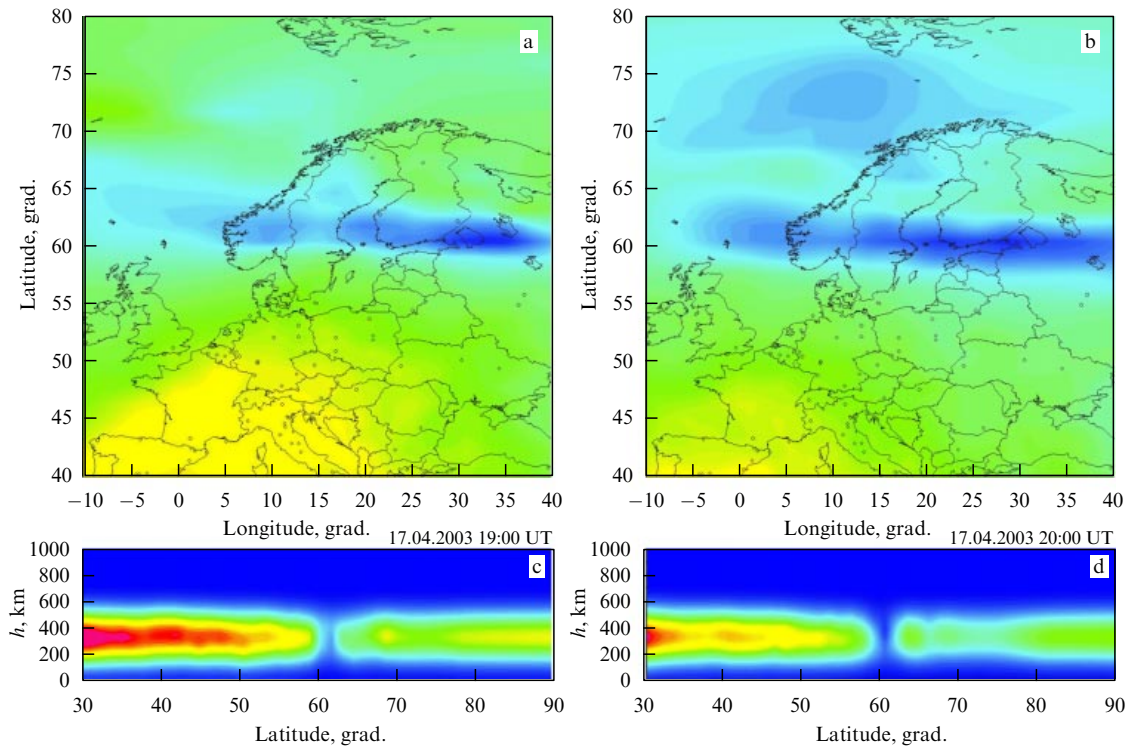 80
75
70
65
60
55
50
45
40
Latitude, grad.
a
−10 −5 0 5 10 15 20 25 30 35 40
Longitude, grad.
80
75
70
65
60
55
50
45
40
Latitude, grad.
b
−10 −5 0 5 10 15 20 25 30 35 40
Longitude, grad.
17.04.2003 19:00 UT
1000
800
600
400
200
0
h, km
c
30 40 50 60 70 80 90
Latitude, grad.
17.04.2003 20:00 UT
1000
800
600
400
200
0
h, km
d
30 40 50 60 70 80 90
Latitude, grad.